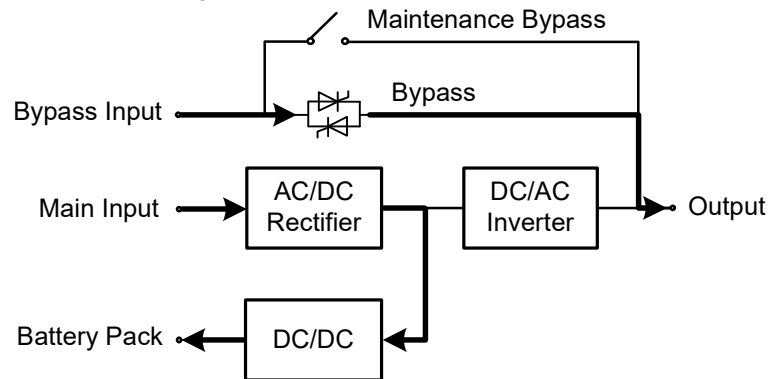 Maintenance Bypass
Bypass Input
Bypass
Main Input
AC/DC
Rectifier
DC/AC
Inverter
Output
Battery Pack
DC/DC